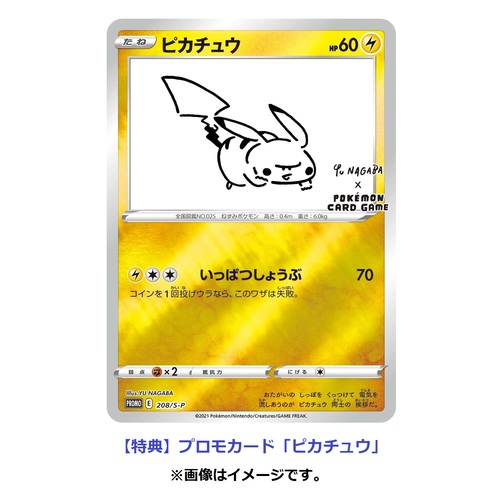 たね ピカチュウ HP60
Yu NAGABA
×
POKÉMON
CARD GAME
全国図鑑NO.025 ねずみポケモン 高さ:0.4m 重さ:6.0kg
いっぱつしょうぶ 70
コインを1回投げウラなら、このワザは失敗。
弱点 ×2 抵抗力 にげる
Illus. YU NAGABA
PROMO E 208/S-P
おたがいの しっぽを くっつけて 電気を
流しあうのが ピカチュウ 同士の 挨拶だ。
©2021 Pokémon/Nintendo/Creatures/GAME FREAK.
【特典】プロモカード「ピカチュウ」
※画像はイメージです。